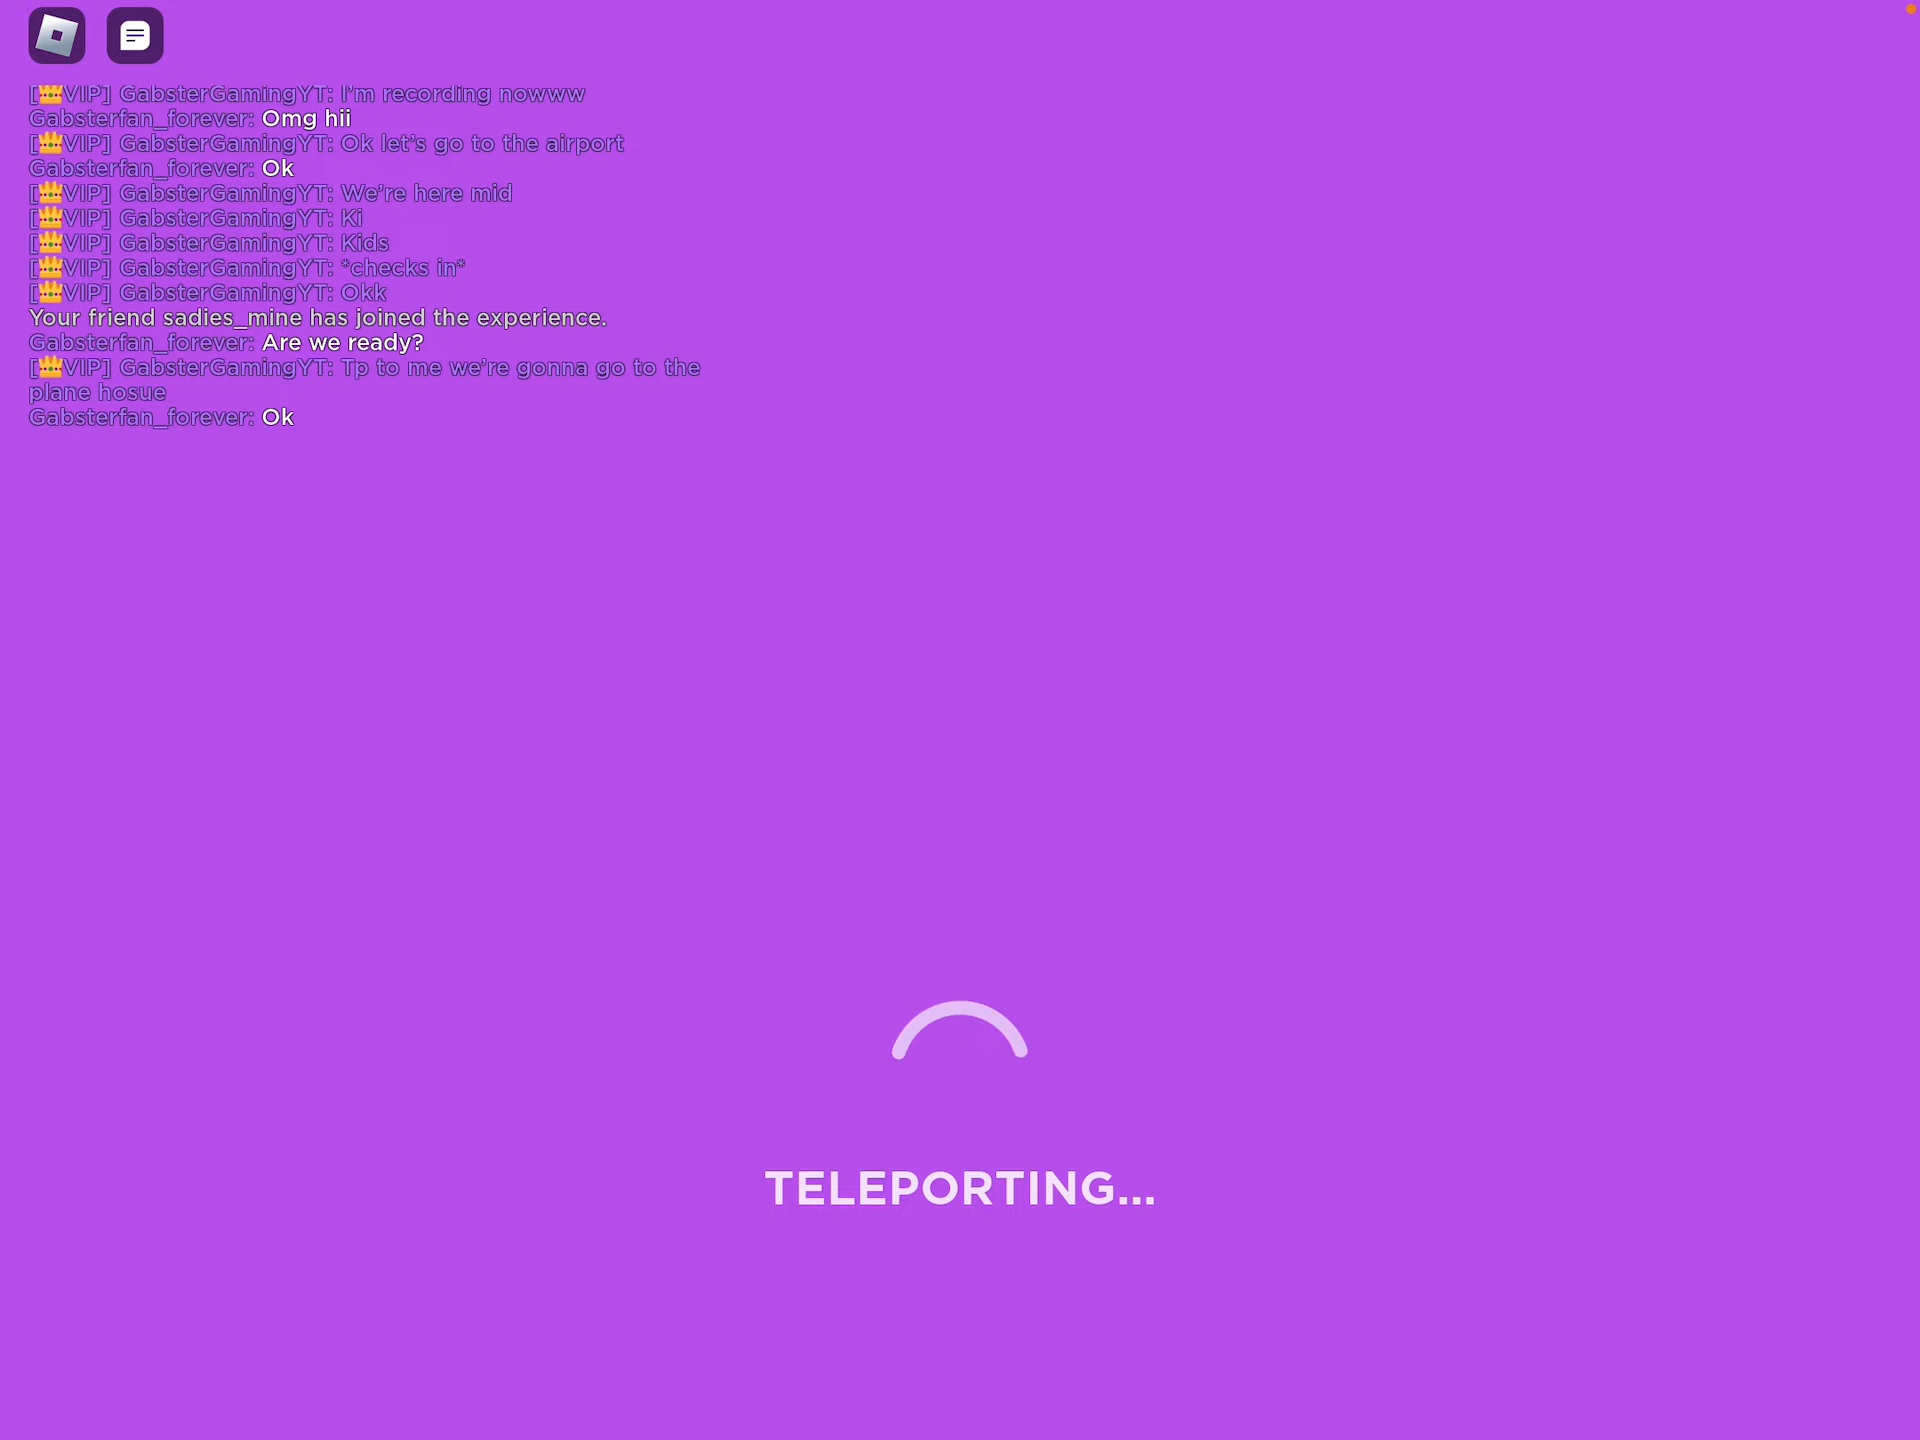 [👑VIP] GabsterGamingYT: I'm recording nowww
Gabsterfan_forever: Omg hii
[👑VIP] GabsterGamingYT: Ok let's go to the airport
Gabsterfan_forever: Ok
[👑VIP] GabsterGamingYT: We're here mid
[👑VIP] GabsterGamingYT: Ki
[👑VIP] GabsterGamingYT: Kids
[👑VIP] GabsterGamingYT: *checks in*
[👑VIP] GabsterGamingYT: Okk
Your friend sadies_mine has joined the experience.
Gabsterfan_forever: Are we ready?
[👑VIP] GabsterGamingYT: Tp to me we're gonna go to the
plane hosue
Gabsterfan_forever: Ok
TELEPORTING...